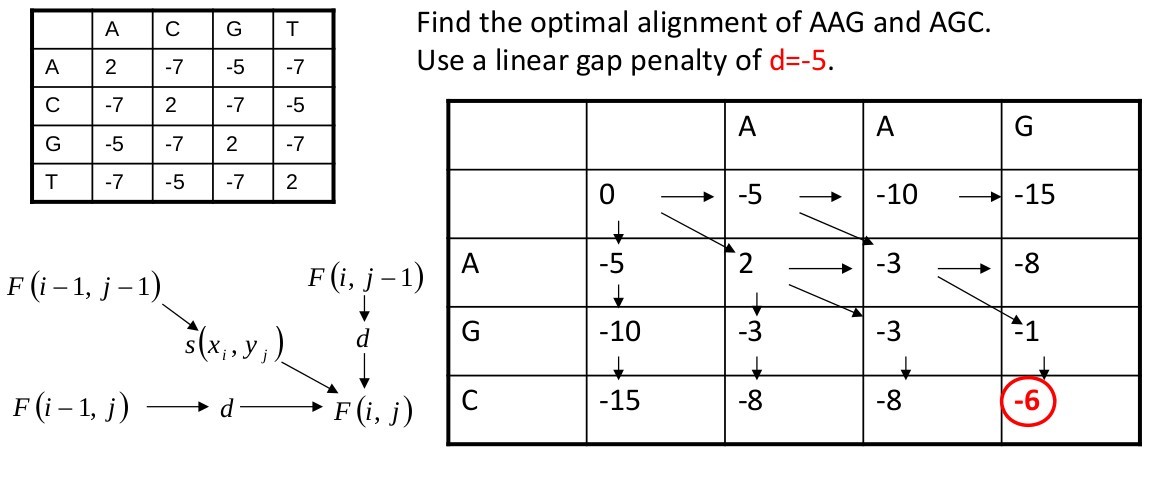 Find the optimal alignment of AAG and AGC.
Use a linear gap penalty of d=-5.
A C G T
A 2 -7 -5 -7
C -7 2 -7 -5
G -5 -7 2 -7
T -7 -5 -7 2
A A G
0 -5 -10 -15
A -5 2 -3 -8
G -10 -3 -3 -1
C -15 -8 -8 -6
F(i−1, j−1) F(i, j−1)
s(xᵢ, yⱼ) d
F(i−1, j) d F(i, j)